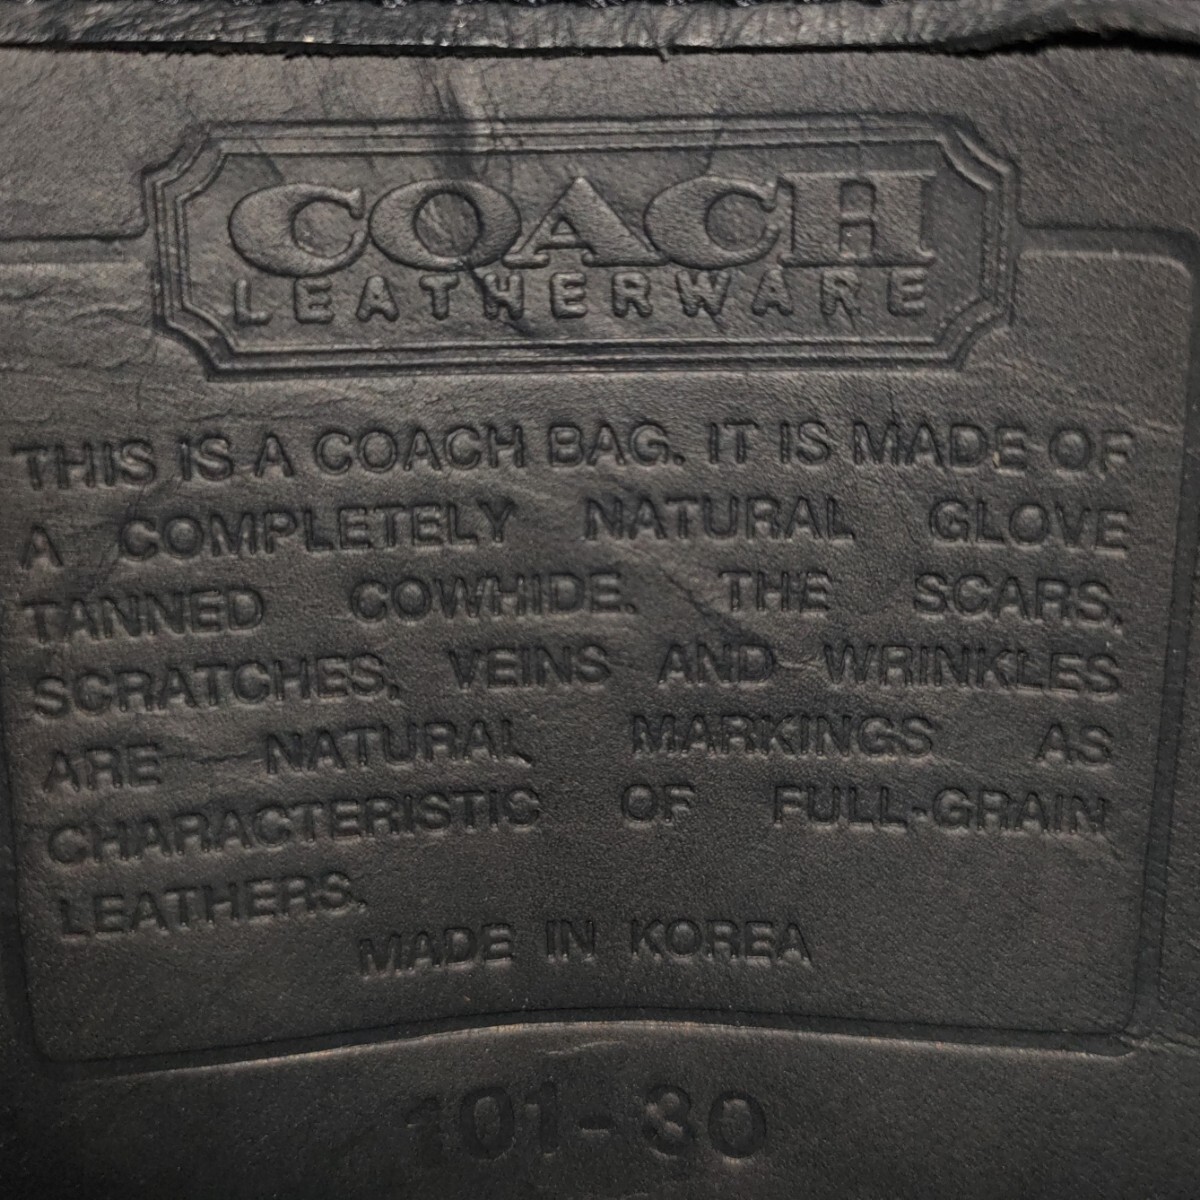 COACH
LEATHERWARE
THIS IS A COACH BAG. IT IS MADE OF
A COMPLETELY NATURAL GLOVE
TANNED COWHIDE. THE SCARS,
SCRATCHES, VEINS AND WRINKLES
ARE NATURAL MARKINGS AS
CHARACTERISTIC OF FULL-GRAIN
LEATHERS.
MADE IN KOREA
101-30